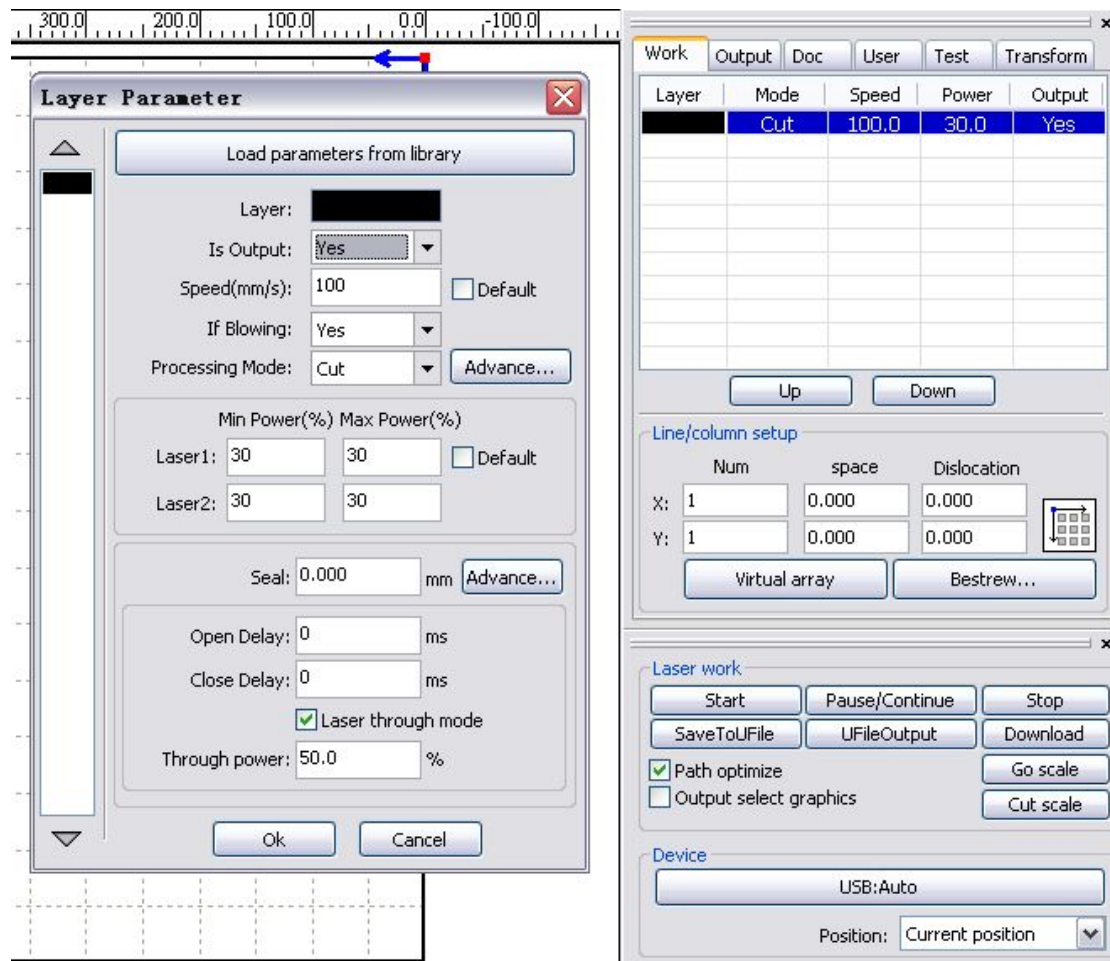 300.0 200.0 100.0 0.0 -100.0
Layer Parameter
Load parameters from library
Layer:
Is Output: Yes
Speed(mm/s): 100 Default
If Blowing: Yes
Processing Mode: Cut Advance...
Min Power(%) Max Power(%)
Laser1: 30 30 Default
Laser2: 30 30
Seal: 0.000 mm Advance...
Open Delay: 0 ms
Close Delay: 0 ms
Laser through mode
Through power: 50.0 %
Ok Cancel
Work Output Doc User Test Transform
Layer Mode Speed Power Output
Cut 100.0 30.0 Yes
Up Down
Line/column setup
Num space Dislocation
X: 1 0.000 0.000
Y: 1 0.000 0.000
Virtual array Bestrew...
Laser work
Start Pause/Continue Stop
SaveToUFile UFileOutput Download
Path optimize Go scale
Output select graphics Cut scale
Device
USB:Auto
Position: Current position